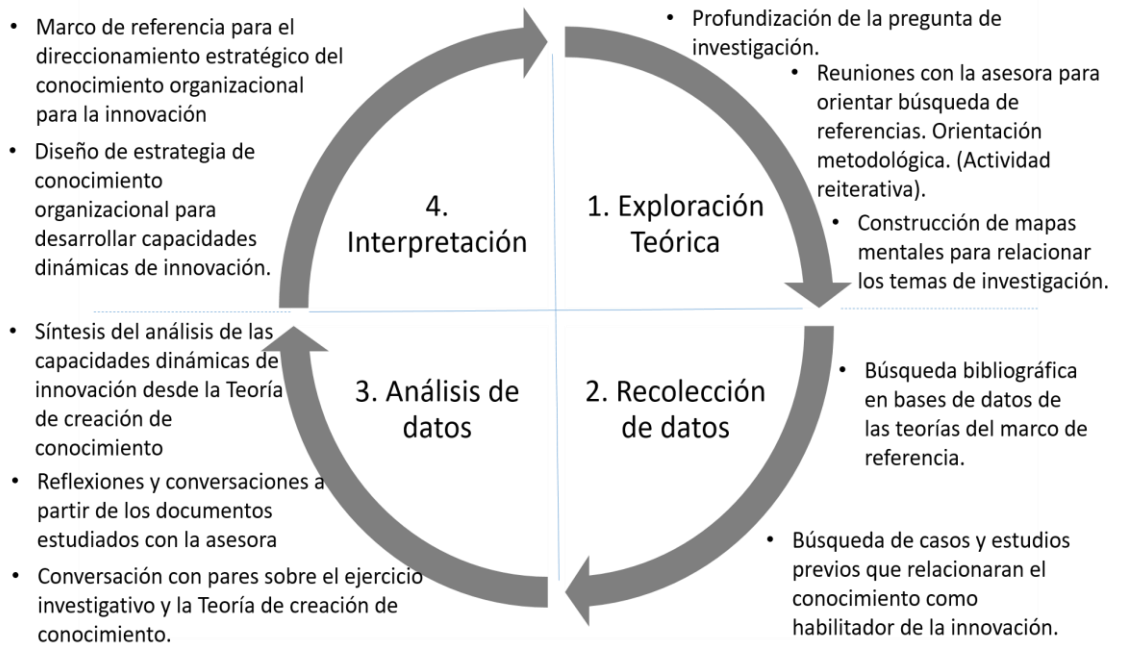 • Marco de referencia para el
direccionamiento estratégico del
conocimiento organizacional
para la innovación
• Diseño de estrategia de
conocimiento
organizacional para
desarrollar capacidades
dinámicas de innovación.
4.
Interpretación
1. Exploración
Teórica
• Profundización de la pregunta de
investigación.
• Reuniones con la asesora para
orientar búsqueda de
referencias. Orientación
metodológica. (Actividad
reiterativa).
• Construcción de mapas
mentales para relacionar
los temas de investigación.
• Síntesis del análisis de las
capacidades dinámicas de
innovación desde la Teoría
de creación de
conocimiento
• Reflexiones y conversaciones a
partir de los documentos
estudiados con la asesora
• Conversación con pares sobre el ejercicio
investigativo y la Teoría de creación de
conocimiento.
3. Análisis de
datos
2. Recolección
de datos
• Búsqueda bibliográfica
en bases de datos de
las teorías del marco de
referencia.
• Búsqueda de casos y estudios
previos que relacionaran el
conocimiento como
habilitador de la innovación.